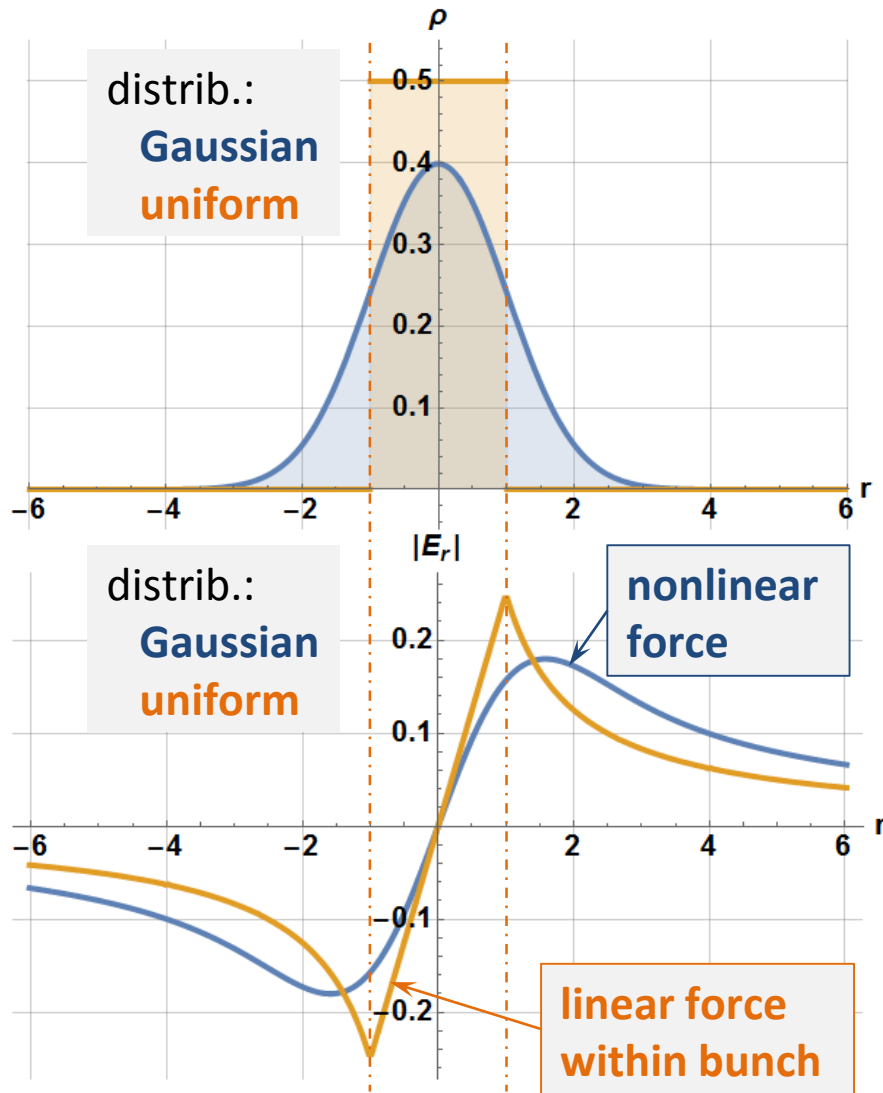 ρ
distrib.:
Gaussian
uniform
0.5
0.4
0.3
0.2
0.1
−6 −4 −2 2 4 6 r
|E_r|
distrib.:
Gaussian
uniform
nonlinear
force
0.2
0.1
−6 −4 −2 2 4 6 r
−0.1
−0.2
linear force
within bunch